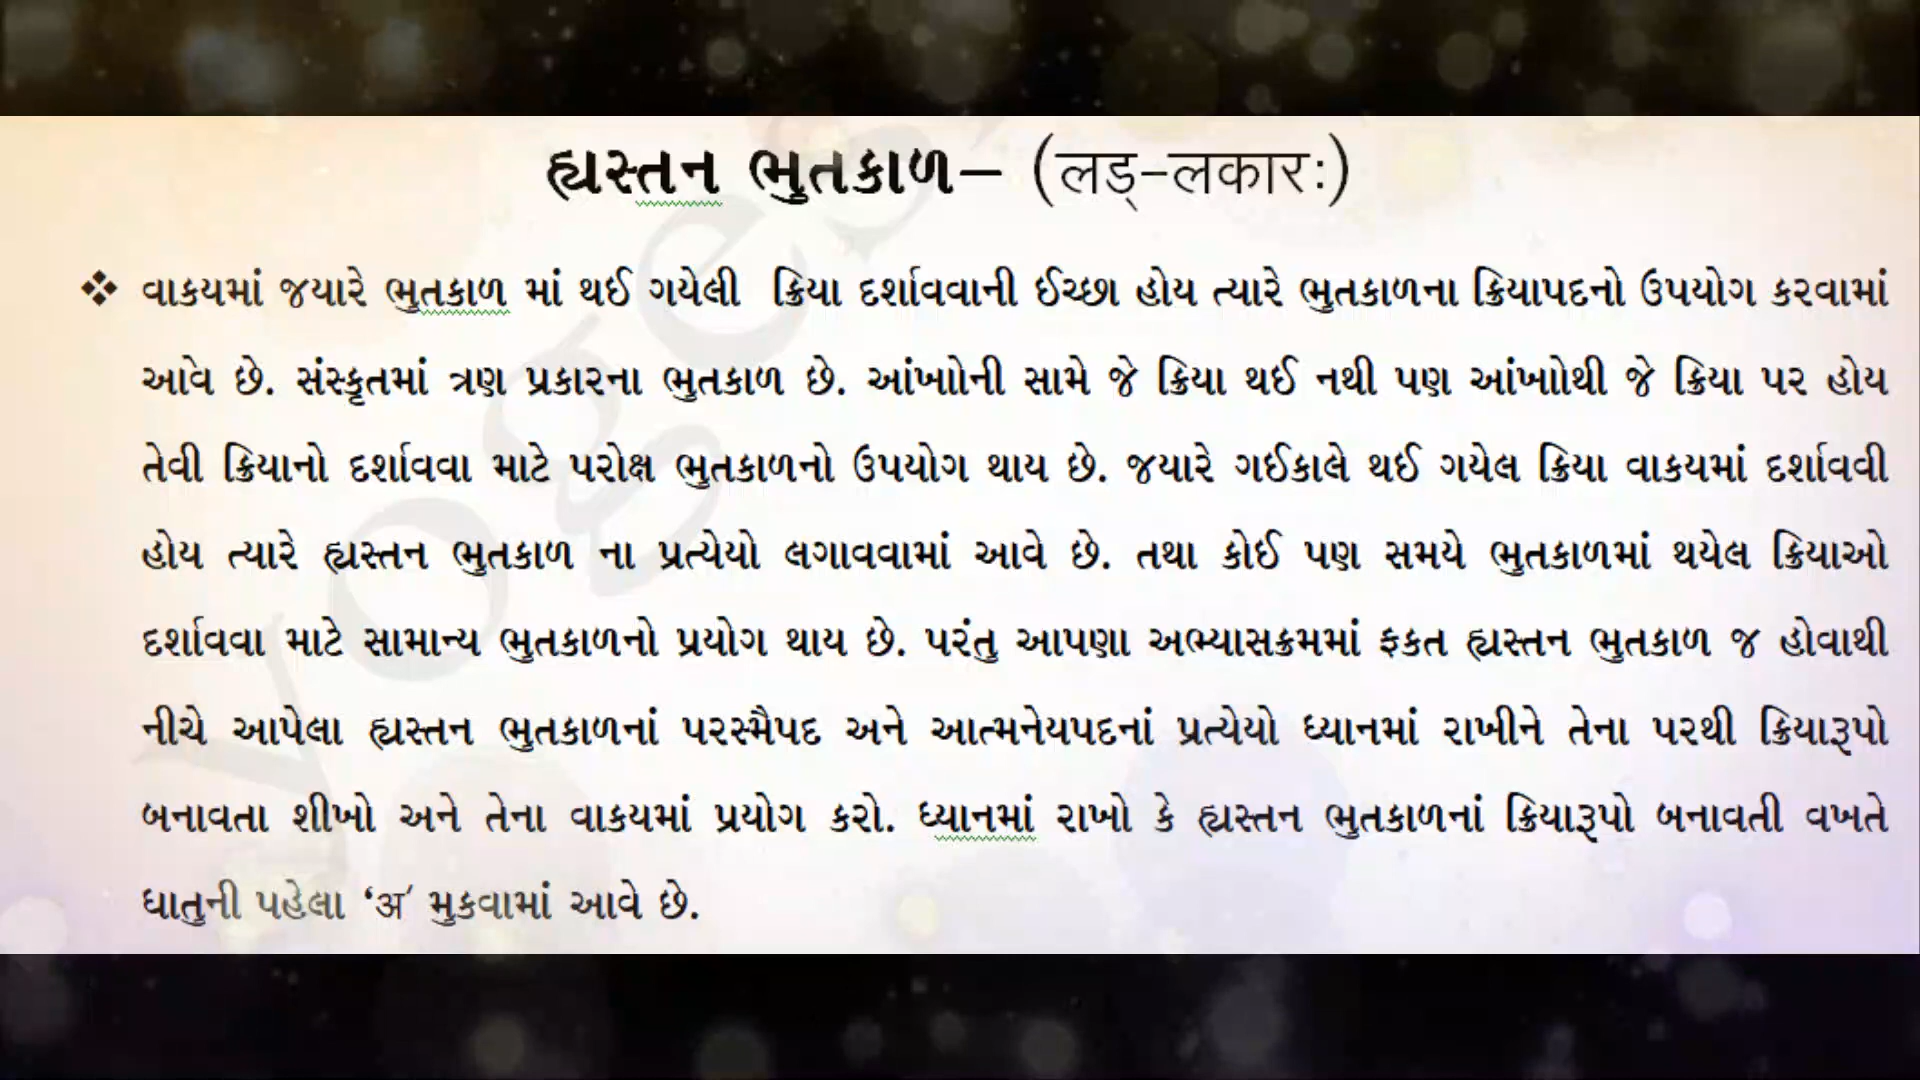 હ્યસ્તન ભુતકાળ– (લड્-लकारः)
❖ વાકયમાં જયારે ભુતકાળ માં થઈ ગયેલી ક્રિયા દર્શાવવાની ઈચ્છા હોય ત્યારે ભુતકાળના ક્રિયાપદનો ઉપયોગ કરવામાં
આવે છે. સંસ્કૃતમાં ત્રણ પ્રકારના ભુતકાળ છે. આંખોની સામે જે ક્રિયા થઈ નથી પણ આંખોથી જે ક્રિયા પર હોય
તેવી ક્રિયાનો દર્શાવવા માટે પરોક્ષ ભુતકાળનો ઉપયોગ થાય છે. જયારે ગઈકાલે થઈ ગયેલ ક્રિયા વાકયમાં દર્શાવવી
હોય ત્યારે હ્યસ્તન ભુતકાળ ના પ્રત્યેયો લગાવવામાં આવે છે. તથા કોઈ પણ સમયે ભુતકાળમાં થયેલ ક્રિયાઓ
દર્શાવવા માટે સામાન્ય ભુતકાળનો પ્રયોગ થાય છે. પરંતુ આપણા અભ્યાસક્રમમાં ફકત હ્યસ્તન ભુતકાળ જ હોવાથી
નીચે આપેલા હ્યસ્તન ભુતકાળનાં પરસ્મૈપદ અને આત્મનેયપદનાં પ્રત્યેયો ધ્યાનમાં રાખીને તેના પરથી ક્રિયારૂપો
બનાવતા શીખો અને તેના વાકયમાં પ્રયોગ કરો. ધ્યાનમાં રાખો કે હ્યસ્તન ભુતકાળનાં ક્રિયારૂપો બનાવતી વખતે
ધાતુની પહેલા ‘अ’ મુકવામાં આવે છે.